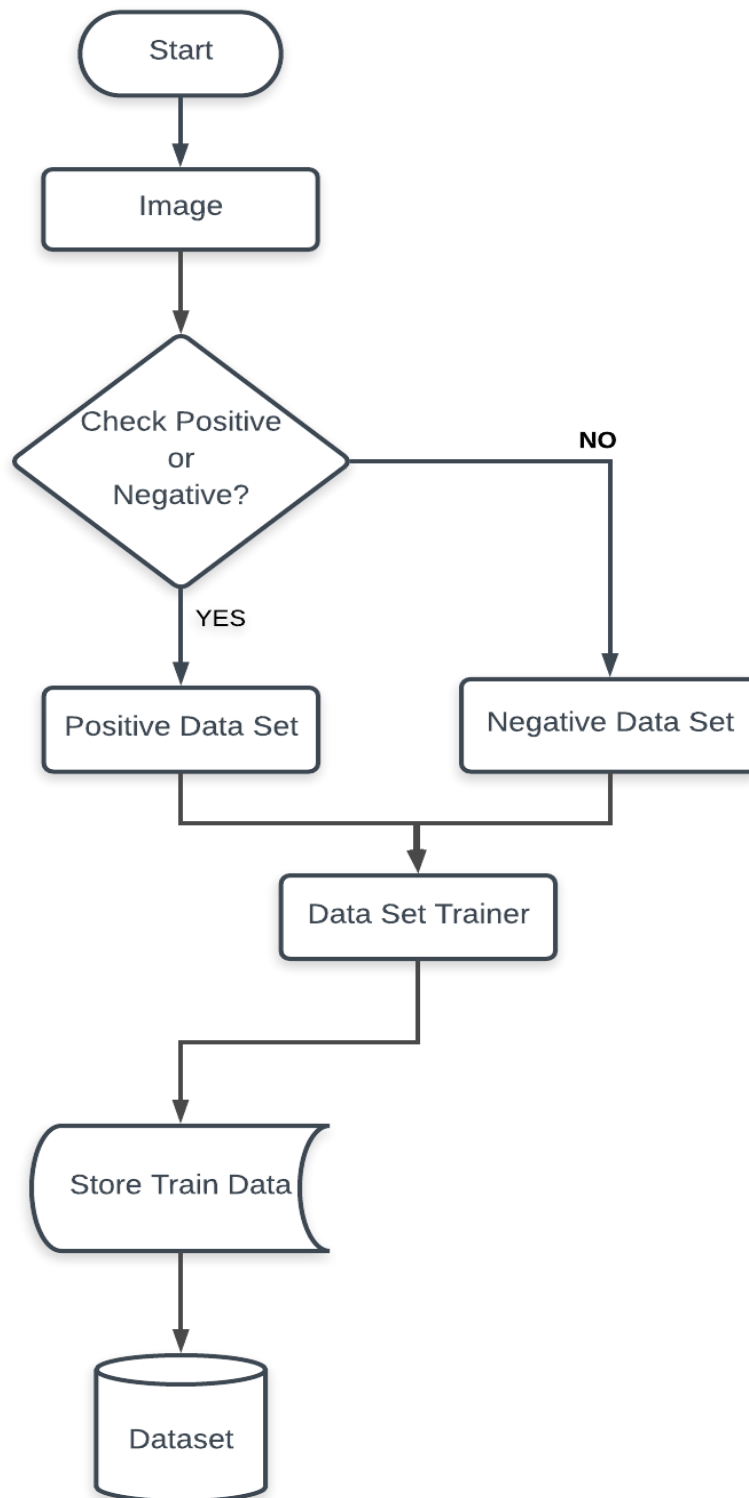 Start
Image
Check Positive
or
Negative?
NO
YES
Positive Data Set
Negative Data Set
Data Set Trainer
Store Train Data
Dataset